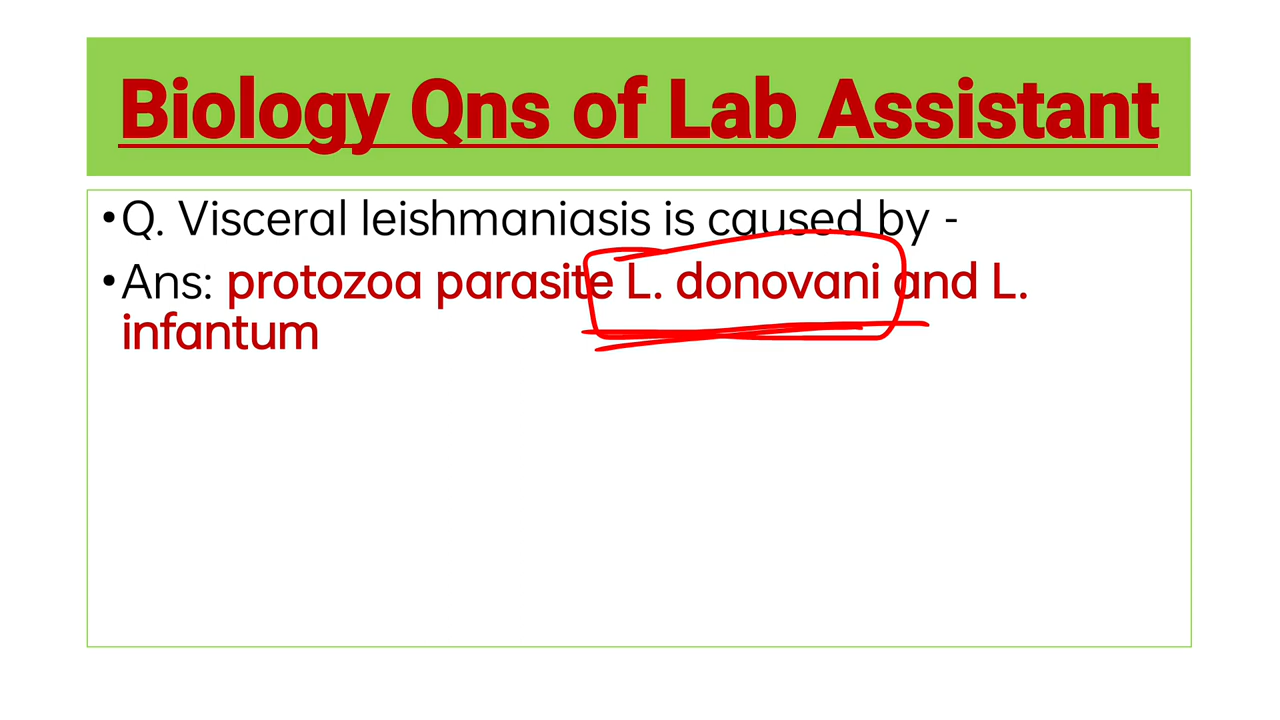 Biology Qns of Lab Assistant
•Q. Visceral leishmaniasis is caused by -
•Ans: protozoa parasite L. donovani and L.
infantum